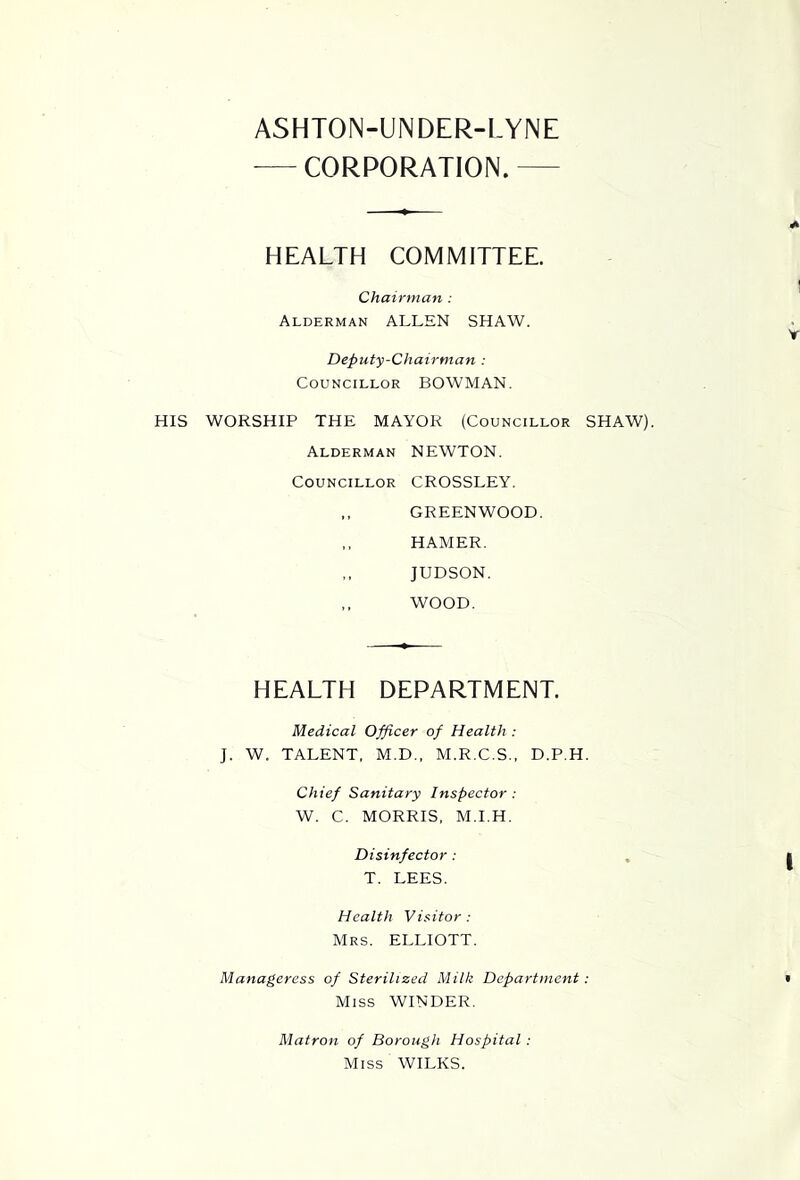 ASHTON-UNDER-LYNE
— CORPORATION. —
HEALTH COMMITTEE.
Chairman :
ALDERMAN ALLEN SHAW.
Deputy-Chairman :
COUNCILLOR BOWMAN.
HIS WORSHIP THE MAYOR (COUNCILLOR SHAW).
ALDERMAN NEWTON.
COUNCILLOR CROSSLEY.
,, GREENWOOD.
,, HAMER.
,, JUDSON.
,, WOOD.
HEALTH DEPARTMENT.
Medical Officer of Health :
J. W. TALENT, M.D., M.R.C.S., D.P.H.
Chief Sanitary Inspector :
W. C. MORRIS, M.I.H.
Disinfector :
T. LEES.
Health Visitor :
MRS. ELLIOTT.
Manageress of Sterilized Milk Department :
MISS WINDER.
Matron of Borough Hospital :
MISS WILKS.